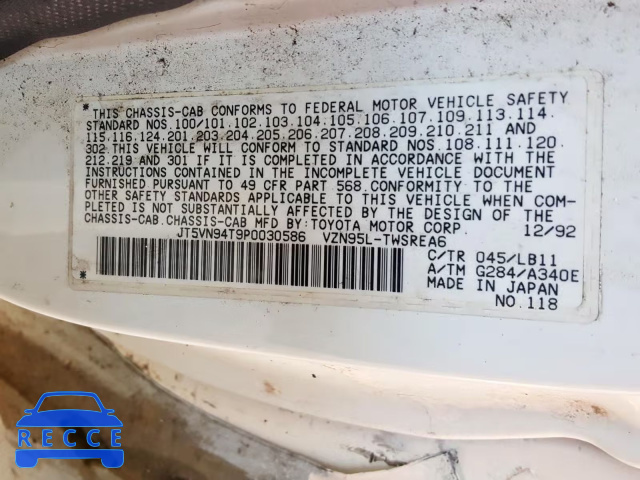 *THIS CHASSIS-CAB CONFORMS TO FEDERAL MOTOR VEHICLE SAFETY
STANDARD NOS.100/101.102.103.104.105.106.107.109.113.114.
115.116.124.201.203.204.205.206.207.208.209.210.211 AND
302.THIS VEHICLE WILL CONFORM TO STANDARD NOS.108.111.120.
212.219 AND 301 IF IT IS COMPLETED IN ACCORDANCE WITH THE
INSTRUCTIONS CONTAINED IN THE INCOMPLETE VEHICLE DOCUMENT
FURNISHED PURSUANT TO 49 CFR PART 568.CONFORMITY TO THE
OTHER SAFETY STANDARDS APPLICABLE TO THIS VEHICLE WHEN COM-
PLETED IS NOT SUBSTANTIALLY AFFECTED BY THE DESIGN OF THE
CHASSIS-CAB.CHASSIS-CAB MFD BY:TOYOTA MOTOR CORP. 12/92
*JT5VN94T9P0030586 VZN95L-TWSREA6
C/TR 045/LB11
A/TM G284/A340E
MADE IN JAPAN
NO.118
RECCE